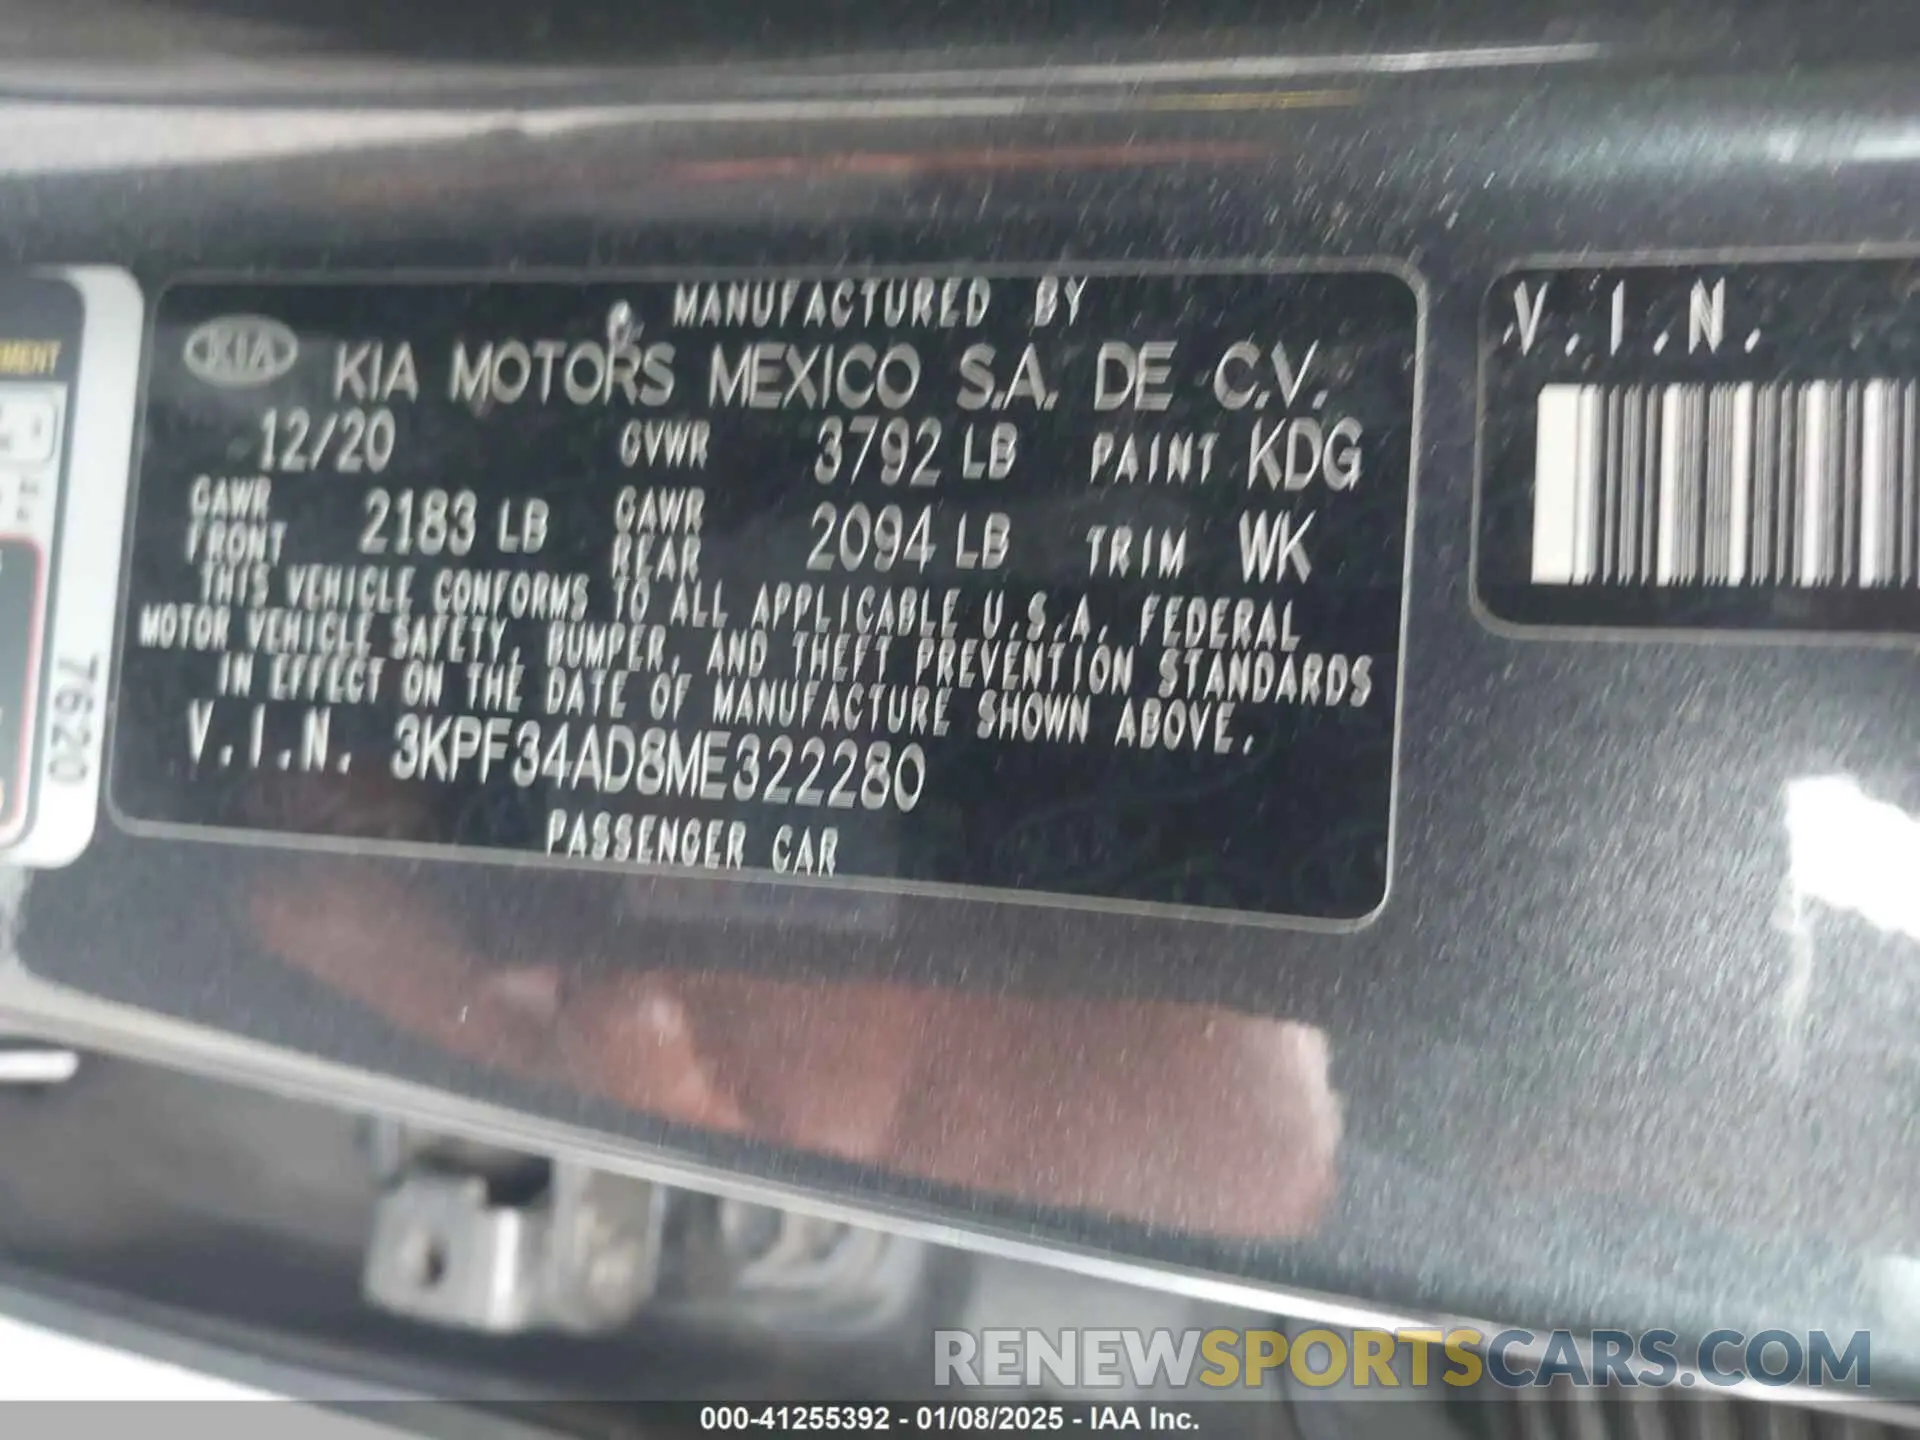 MANUFACTURED BY
KIA KIA MOTORS MEXICO S.A. DE C.V.
12/20 GVWR 3792 LB PAINT KDG
GAWR FRONT 2183 LB GAWR REAR 2094 LB TRIM WK
THIS VEHICLE CONFORMS TO ALL APPLICABLE U.S.A. FEDERAL
MOTOR VEHICLE SAFETY, BUMPER, AND THEFT PREVENTION STANDARDS
IN EFFECT ON THE DATE OF MANUFACTURE SHOWN ABOVE.
V.I.N. 3KPF34AD8ME322280
PASSENGER CAR
V.I.N.
7620
RENEWSPORTSCARS.COM
000-41255392 - 01/08/2025 - IAA Inc.